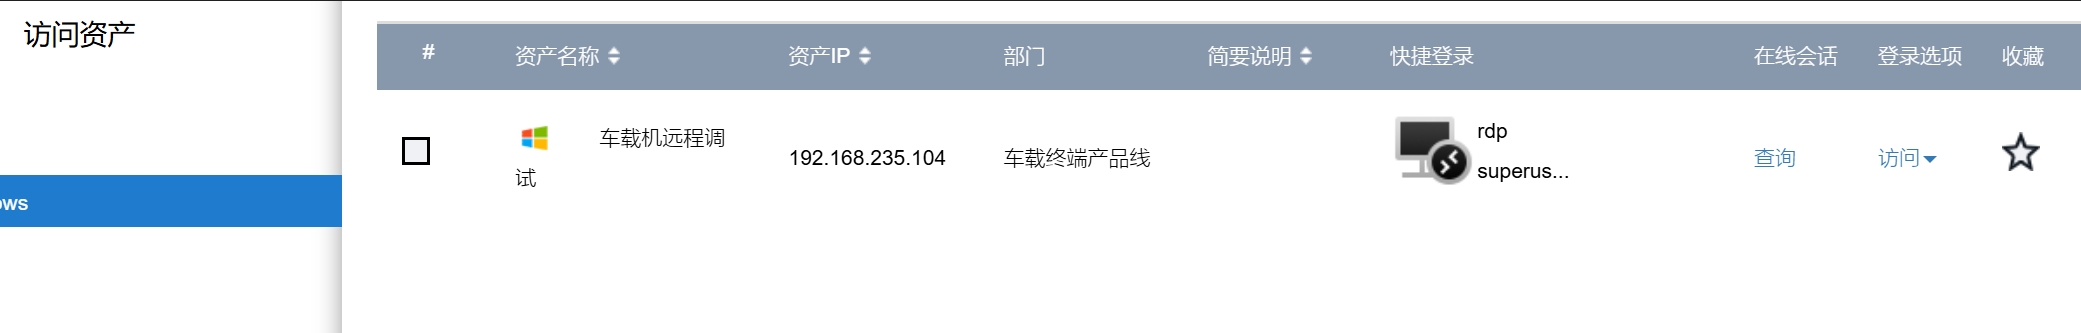 访问资产
# 资产名称 资产IP 部门 简要说明 快捷登录 在线会话 登录选项 收藏
车载机远程调
试
192.168.235.104
车载终端产品线
rdp
superus...
查询
访问
ows